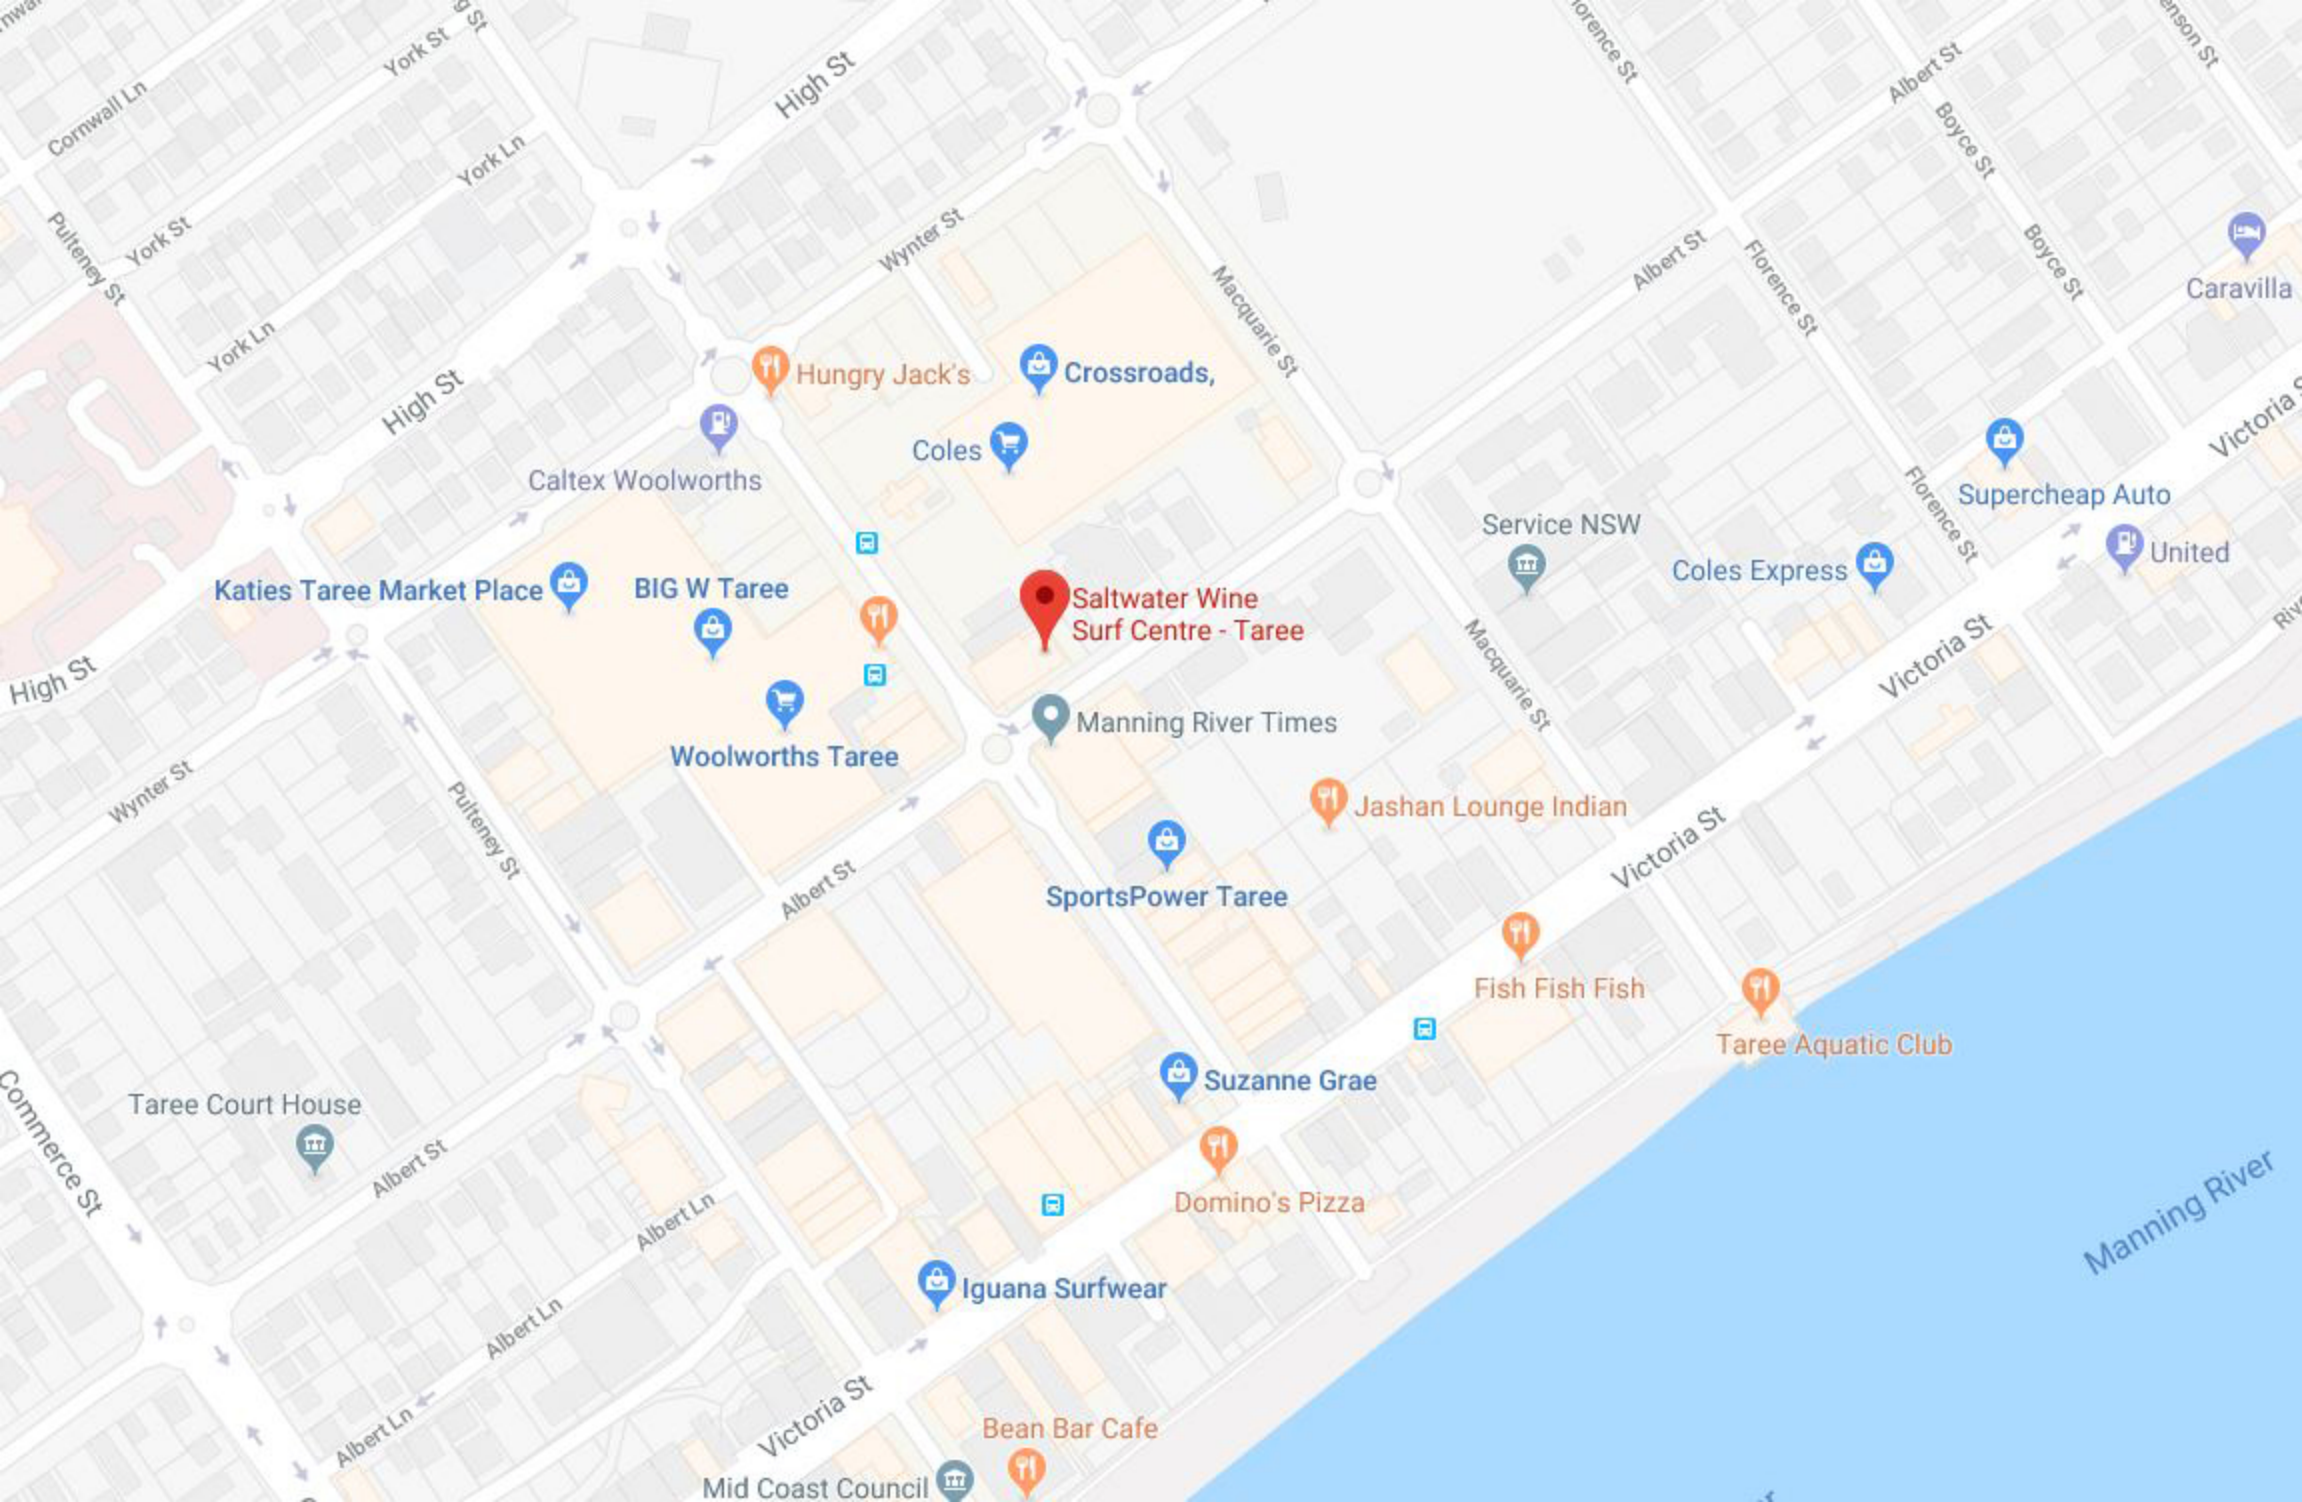 York St
Cornwall Ln
York Ln
High St
Florence St
Albert St
Boyce St
Pulteney St
York St
Wynter St
Macquarie St
Albert St
Florence St
Boyce St
Caravilla
York Ln
High St
Hungry Jack's
Crossroads,
Coles
Caltex Woolworths
Victoria S
Supercheap Auto
Florence St
Service NSW
Coles Express
United
Katies Taree Market Place
BIG W Taree
Saltwater Wine
Surf Centre - Taree
High St
Macquarie St
Victoria St
Manning River Times
Woolworths Taree
Wynter St
Pulteney St
Jashan Lounge Indian
Albert St
SportsPower Taree
Victoria St
Fish Fish Fish
Taree Aquatic Club
Suzanne Grae
Taree Court House
Commerce St
Albert St
Albert Ln
Domino's Pizza
Manning River
Iguana Surfwear
Albert Ln
Victoria St
Albert Ln
Bean Bar Cafe
Mid Coast Council